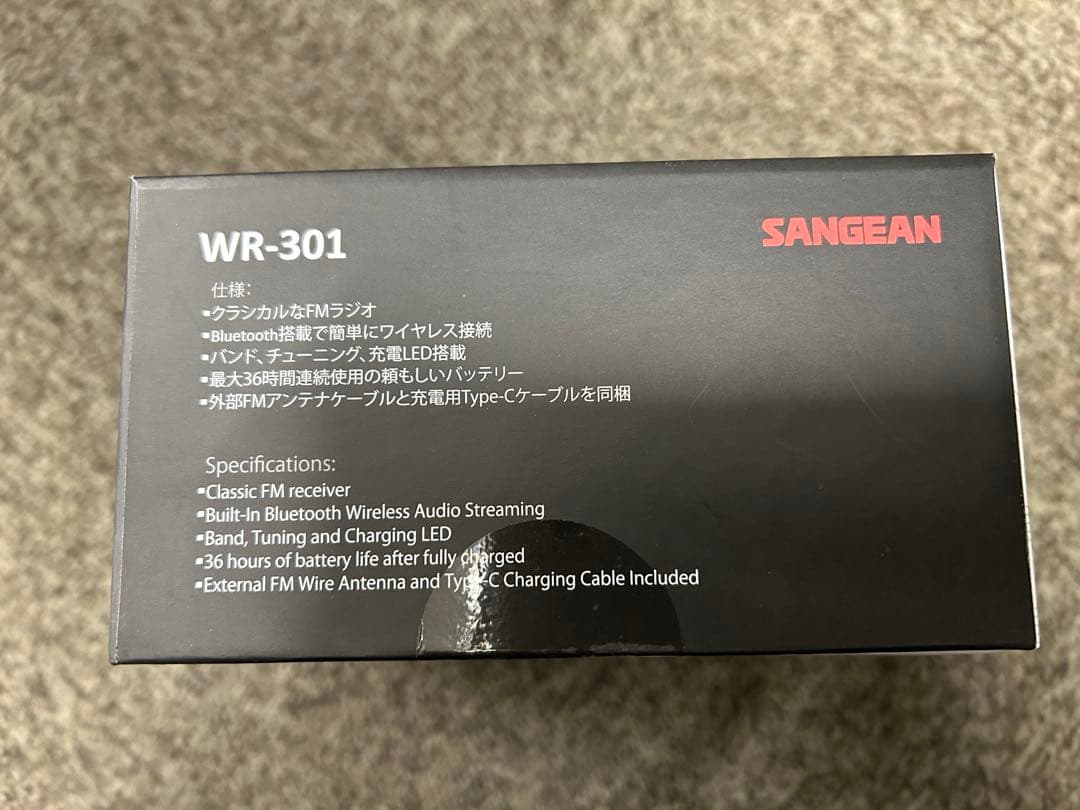 WR-301
SANGEAN
仕様:
▪クラシカルなFMラジオ
▪Bluetooth搭載で簡単にワイヤレス接続
▪バンド、チューニング、充電LED搭載
▪最大36時間連続使用の頼もしいバッテリー
▪外部FMアンテナケーブルと充電用Type-Cケーブルを同梱
Specifications:
▪Classic FM receiver
▪Built-In Bluetooth Wireless Audio Streaming
▪Band, Tuning and Charging LED
▪36 hours of battery life after fully charged
▪External FM Wire Antenna and Type-C Charging Cable Included